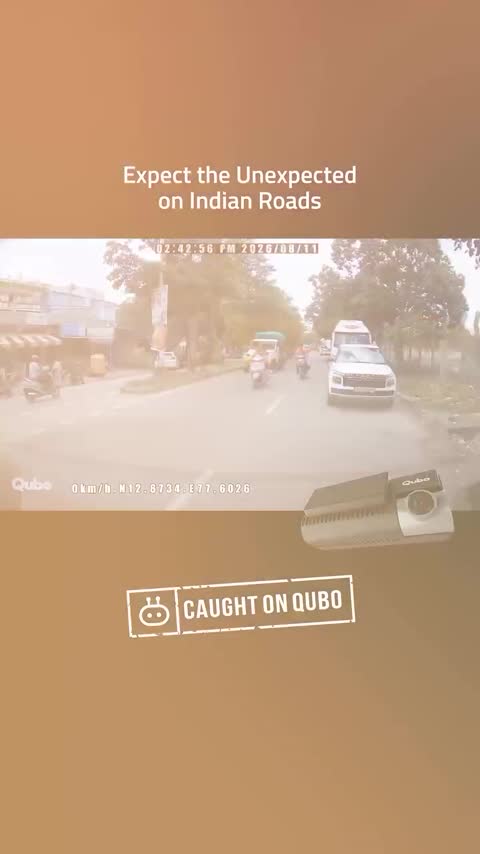 Expect the Unexpected
on Indian Roads
02:42:56 PM 2026/08/11
Qubo
0km/h.N12.8734.E77.6026
Qubo
CAUGHT ON QUBO